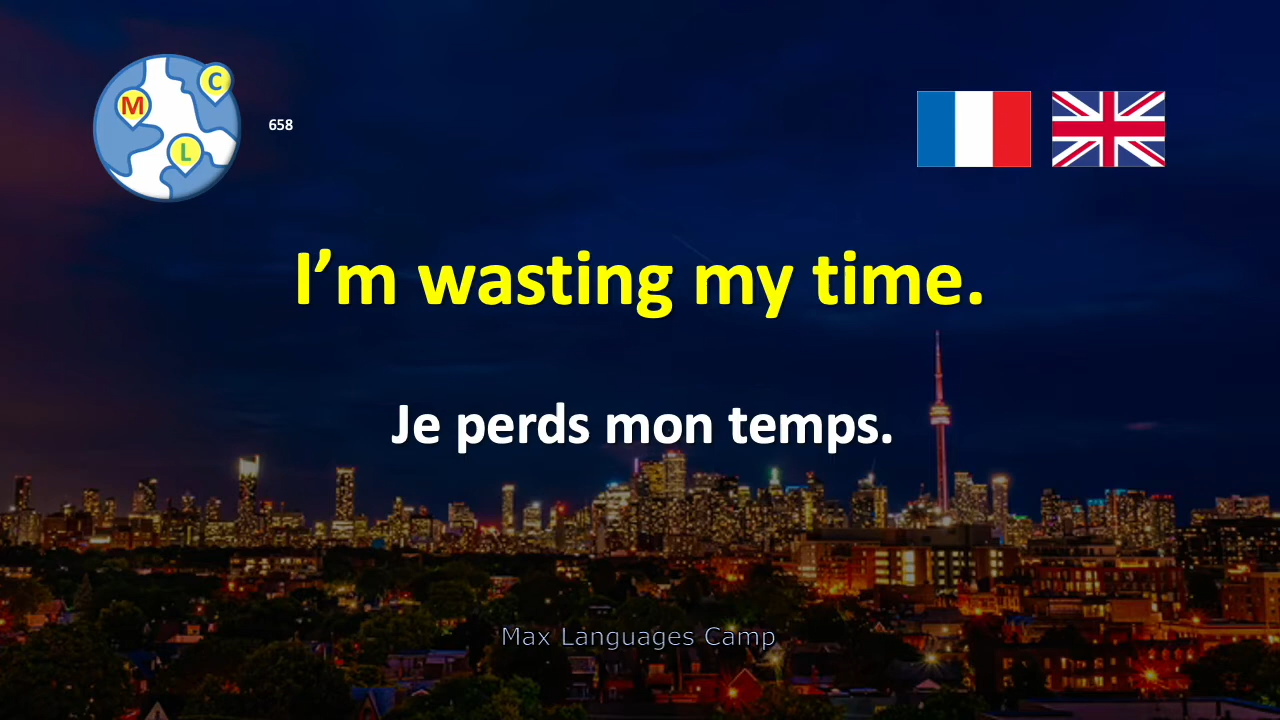 C
M
L
658
I’m wasting my time.
Je perds mon temps.
Max Languages Camp